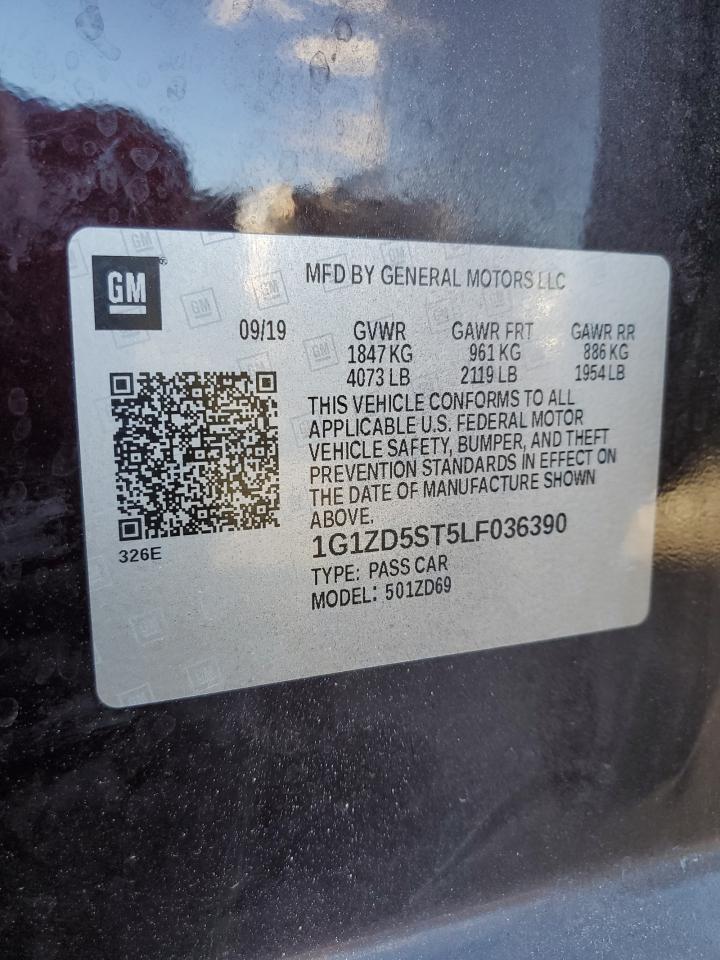 GM
MFD BY GENERAL MOTORS LLC
09/19 GVWR GAWR FRT GAWR RR
1847 KG 961 KG 886 KG
4073 LB 2119 LB 1954 LB
THIS VEHICLE CONFORMS TO ALL
APPLICABLE U.S. FEDERAL MOTOR
VEHICLE SAFETY, BUMPER, AND THEFT
PREVENTION STANDARDS IN EFFECT ON
THE DATE OF MANUFACTURE SHOWN
ABOVE.
326E
1G1ZD5ST5LF036390
TYPE: PASS CAR
MODEL: 501ZD69